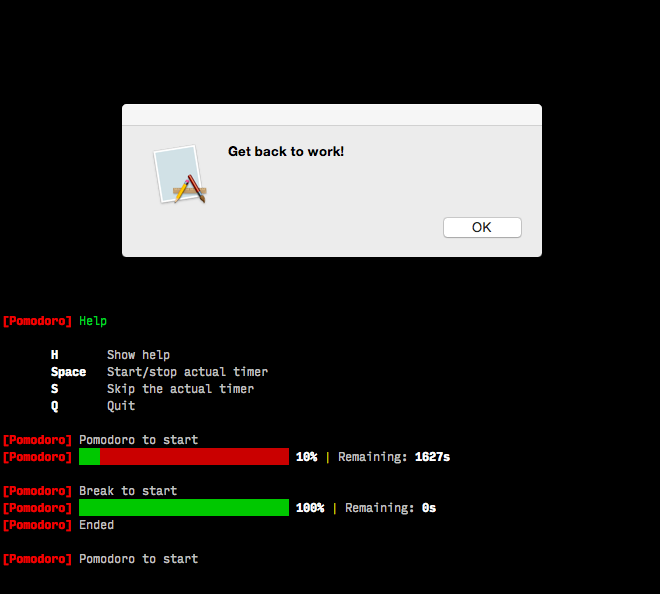 Get back to work!
OK
[Pomodoro] Help
H Show help
Space Start/stop actual timer
S Skip the actual timer
Q Quit
[Pomodoro] Pomodoro to start
[Pomodoro] 10% | Remaining: 1627s
[Pomodoro] Break to start
[Pomodoro] 100% | Remaining: 0s
[Pomodoro] Ended
[Pomodoro] Pomodoro to start